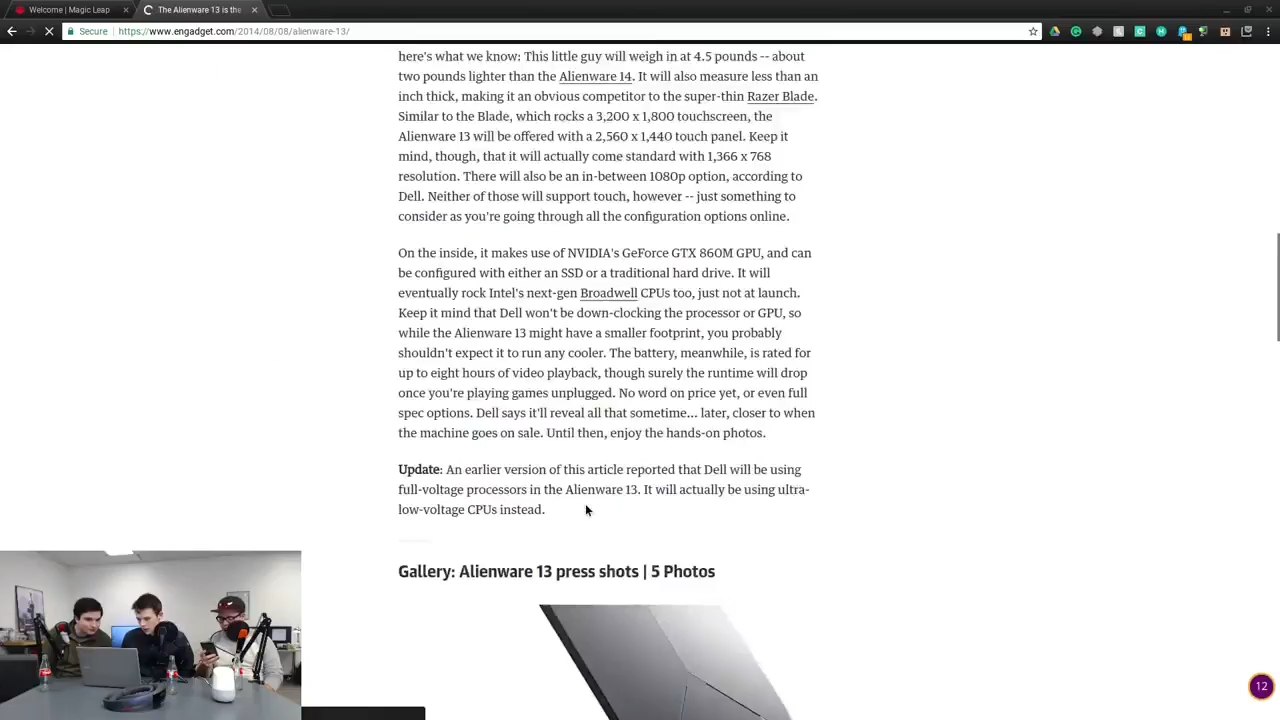 Welcome | Magic Leap
The Alienware 13 is the
Secure
https://www.engadget.com/2014/08/08/alienware-13/
here's what we know: This little guy will weigh in at 4.5 pounds -- about
two pounds lighter than the Alienware 14. It will also measure less than an
inch thick, making it an obvious competitor to the super-thin Razer Blade.
Similar to the Blade, which rocks a 3,200 x 1,800 touchscreen, the
Alienware 13 will be offered with a 2,560 x 1,440 touch panel. Keep it
mind, though, that it will actually come standard with 1,366 x 768
resolution. There will also be an in-between 1080p option, according to
Dell. Neither of those will support touch, however -- just something to
consider as you're going through all the configuration options online.
On the inside, it makes use of NVIDIA's GeForce GTX 860M GPU, and can
be configured with either an SSD or a traditional hard drive. It will
eventually rock Intel's next-gen Broadwell CPUs too, just not at launch.
Keep it mind that Dell won't be down-clocking the processor or GPU, so
while the Alienware 13 might have a smaller footprint, you probably
shouldn't expect it to run any cooler. The battery, meanwhile, is rated for
up to eight hours of video playback, though surely the runtime will drop
once you're playing games unplugged. No word on price yet, or even full
spec options. Dell says it'll reveal all that sometime... later, closer to when
the machine goes on sale. Until then, enjoy the hands-on photos.
Update: An earlier version of this article reported that Dell will be using
full-voltage processors in the Alienware 13. It will actually be using ultra-
low-voltage CPUs instead.
Gallery: Alienware 13 press shots | 5 Photos
12